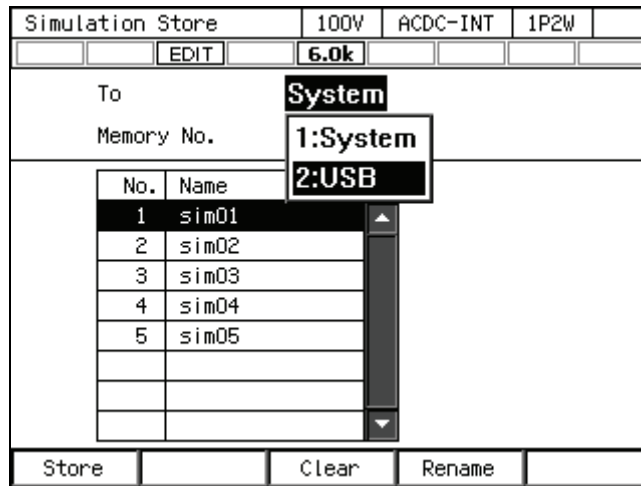 Simulation Store 100V ACDC-INT 1P2W
EDIT 6.0k
To System
Memory No. 1:System
2:USB
No. Name
1 sim01
2 sim02
3 sim03
4 sim04
5 sim05
Store Clear Rename